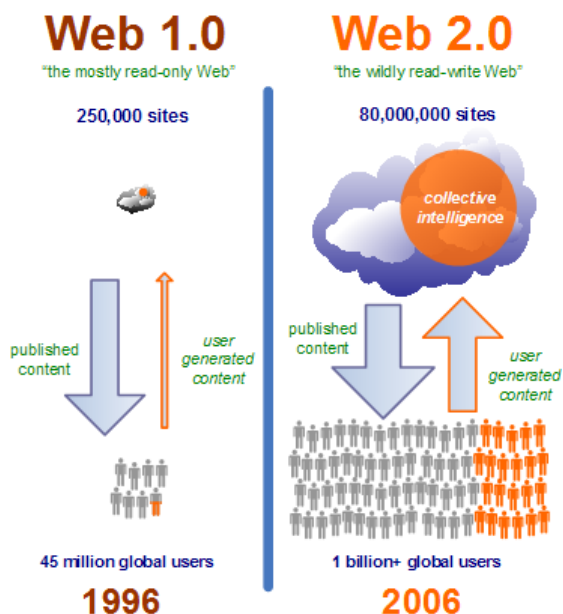 Web 1.0
"the mostly read-only Web"
250,000 sites
published
content
user
generated
content
45 million global users
1996
Web 2.0
"the wildly read-write Web"
80,000,000 sites
collective
intelligence
published
content
user
generated
content
1 billion+ global users
2006